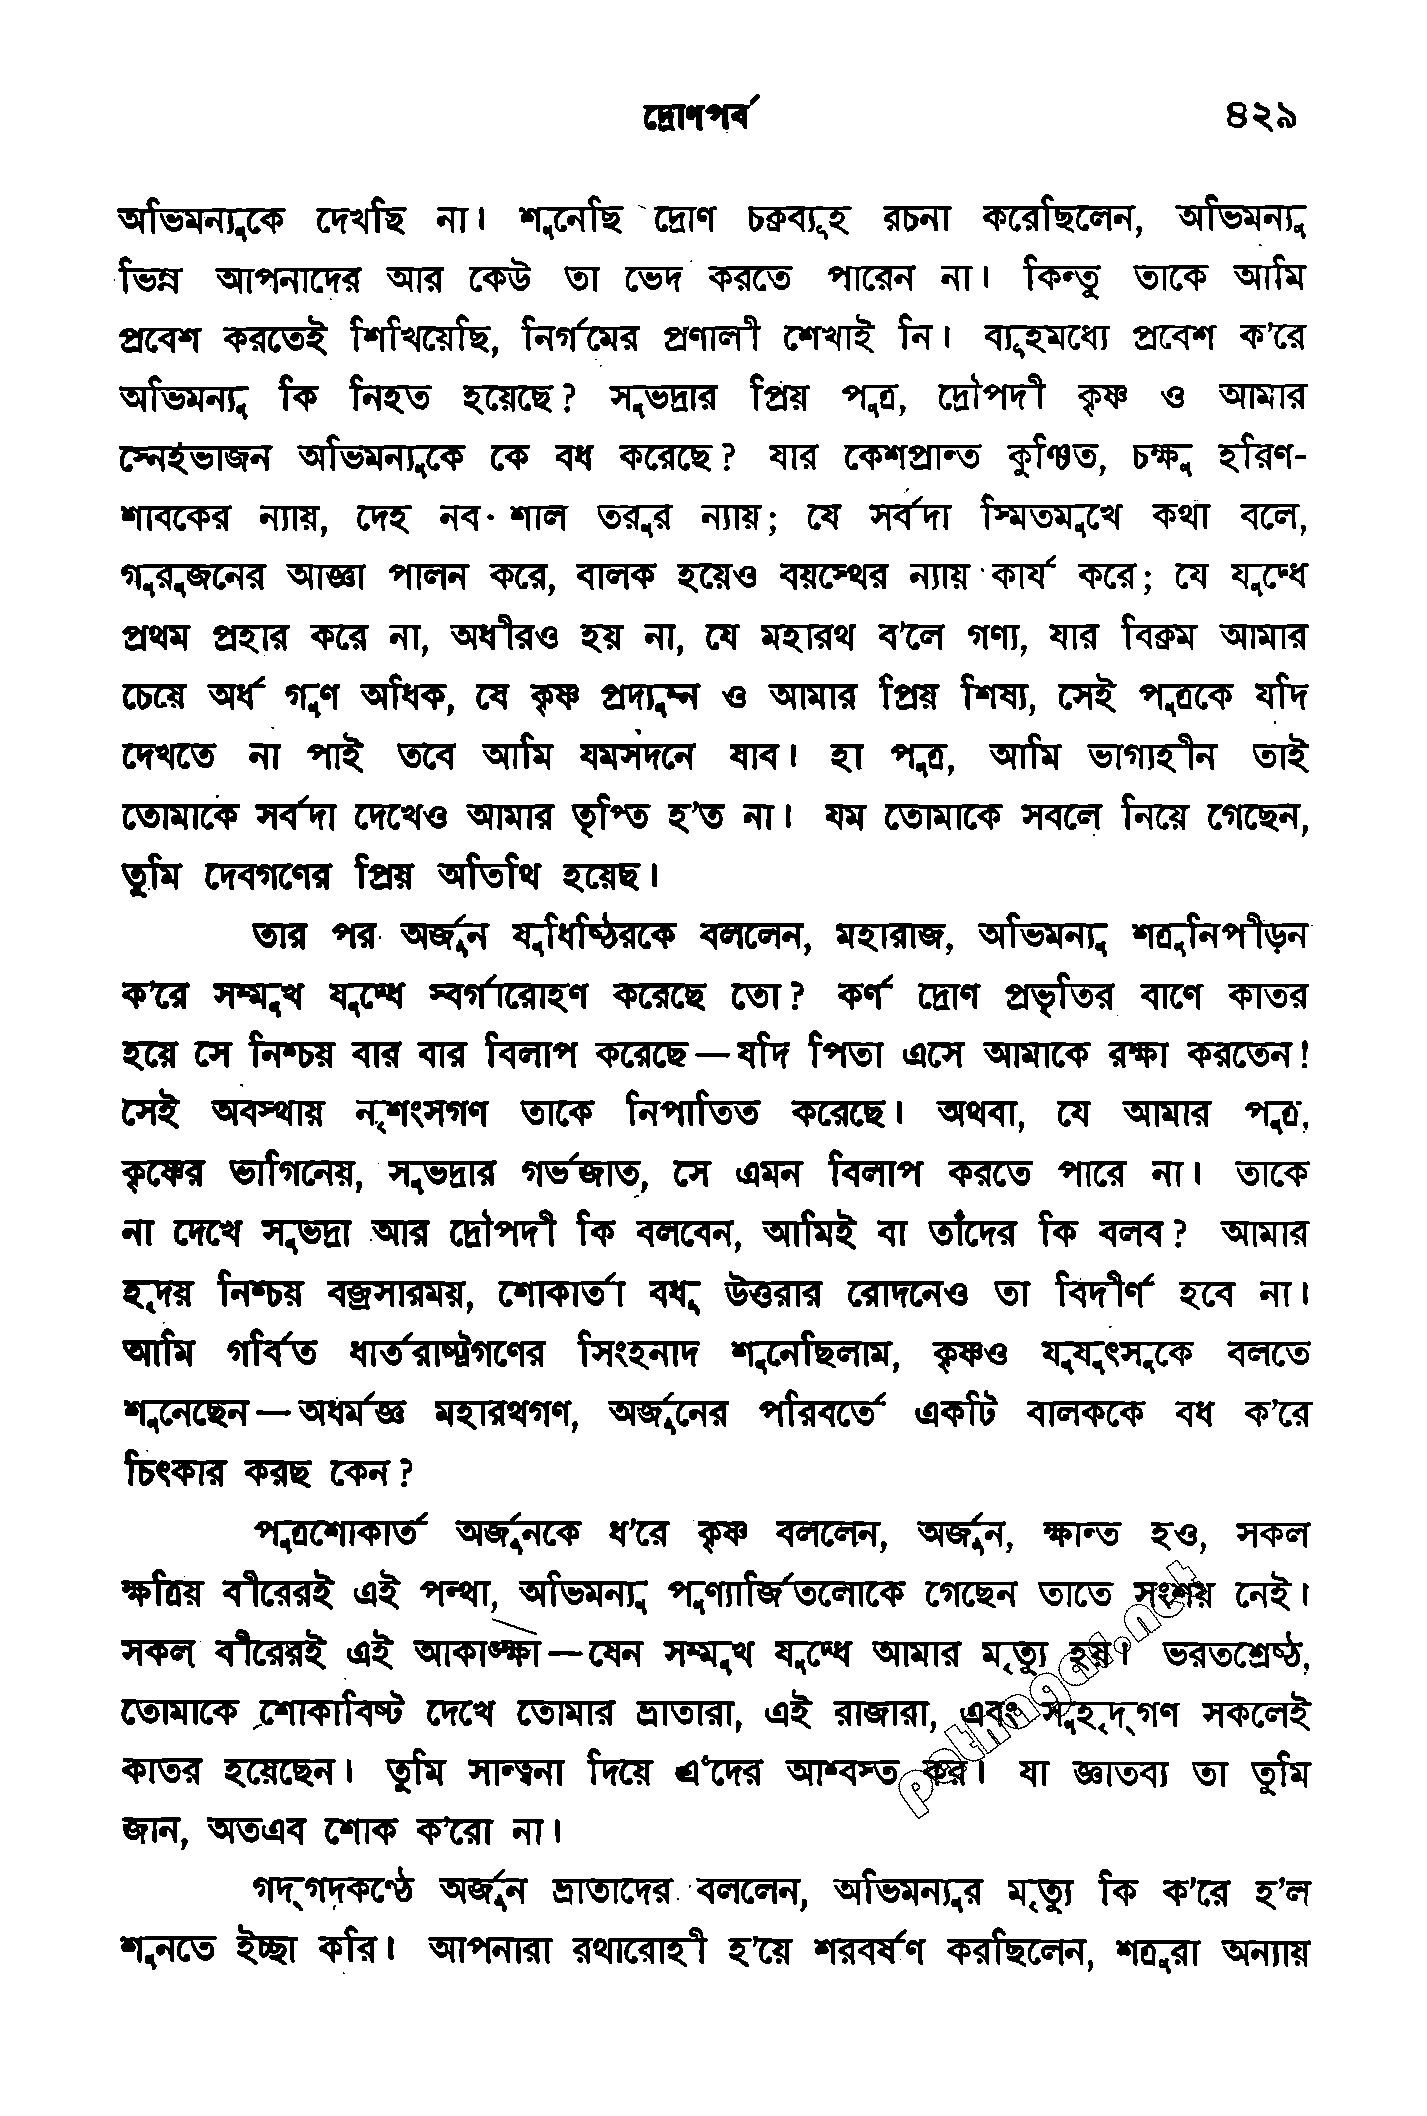 দ্রোণপর্ব ৪২৯
অভিমন্যুকে দেখছি না। শুনেছি দ্রোণ চক্রব্যূহ রচনা করেছিলেন, অভিমন্যু
ভিন্ন আপনাদের আর কেউ তা ভেদ করতে পারেন না। কিন্তু তাকে আমি
প্রবেশ করতেই শিখিয়েছি, নির্গমের প্রণালী শেখাই নি। ব্যূহমধ্যে প্রবেশ ক’রে
অভিমন্যু কি নিহত হয়েছে? সুভদ্রার প্রিয় পুত্র, দ্রৌপদী কৃষ্ণ ও আমার
স্নেহভাজন অভিমন্যুকে কে বধ করেছে? যার কেশপ্রান্ত কুঞ্চিত, চক্ষু হরিণ-
শাবকের ন্যায়, দেহ নব শাল তরুর ন্যায়; যে সর্বদা স্মিতমুখে কথা বলে,
গুরুজনের আজ্ঞা পালন করে, বালক হয়েও বয়স্থের ন্যায় কার্য করে; যে যুদ্ধে
প্রথম প্রহার করে না, অধীরও হয় না, যে মহারথ ব’লে গণ্য, যার বিক্রম আমার
চেয়ে অর্ধ গুণ অধিক, যে কৃষ্ণ প্রদ্যুম্ন ও আমার প্রিয় শিষ্য, সেই পুত্রকে যদি
দেখতে না পাই তবে আমি যমসদনে যাব। হা পুত্র, আমি ভাগ্যহীন তাই
তোমাকে সর্বদা দেখেও আমার তৃপ্তি হ’ত না। যম তোমাকে সবলে নিয়ে গেছেন,
তুমি দেবগণের প্রিয় অতিথি হয়েছ।
তার পর অর্জুন যুধিষ্ঠিরকে বললেন, মহারাজ, অভিমন্যু শত্রুনিপীড়ন
ক’রে সম্মুখ যুদ্ধে স্বর্গারোহণ করেছে তো? কর্ণ দ্রোণ প্রভৃতির বাণে কাতর
হয়ে সে নিশ্চয় বার বার বিলাপ করেছে—যদি পিতা এসে আমাকে রক্ষা করতেন!
সেই অবস্থায় নৃশংসগণ তাকে নিপাতিত করেছে। অথবা, যে আমার পুত্র,
কৃষ্ণের ভাগিনেয়, সুভদ্রার গর্ভজাত, সে এমন বিলাপ করতে পারে না। তাকে
না দেখে সুভদ্রা আর দ্রৌপদী কি বলবেন, আমিই বা তাঁদের কি বলব? আমার
হৃদয় নিশ্চয় বজ্রসারময়, শোকার্তা বধূ উত্তরার রোদনেও তা বিদীর্ণ হবে না।
আমি গর্বিত ধার্তরাষ্ট্রগণের সিংহনাদ শুনেছিলাম, কৃষ্ণও যুযুৎসুকে বলতে
শুনেছেন—অধর্মজ্ঞ মহারথগণ, অর্জুনের পরিবর্তে একটি বালককে বধ ক’রে
চিৎকার করছ কেন?
পুত্রশোকার্ত অর্জুনকে ধ’রে কৃষ্ণ বললেন, অর্জুন, ক্ষান্ত হও, সকল
ক্ষত্রিয় বীরেরই এই পন্থা, অভিমন্যু পুণ্যার্জিতলোকে গেছেন তাতে সংশয় নেই।
সকল বীরেরই এই আকাঙ্ক্ষা—যেন সম্মুখ যুদ্ধে আমার মৃত্যু হয়। ভরতশ্রেষ্ঠ,
তোমাকে শোকাবিষ্ট দেখে তোমার ভ্রাতারা, এই রাজারা, এবং সুহৃদ্‌গণ সকলেই
কাতর হয়েছেন। তুমি সান্ত্বনা দিয়ে এঁদের আশ্বস্ত কর। যা জ্ঞাতব্য তা তুমি
জান, অতএব শোক ক’রো না।
গদ্‌গদকণ্ঠে অর্জুন ভ্রাতাদের বললেন, অভিমন্যুর মৃত্যু কি ক’রে হ’ল
শুনতে ইচ্ছা করি। আপনারা রথারোহী হ’য়ে শরবর্ষণ করছিলেন, শত্রুরা অন্যায়
pathagar.net